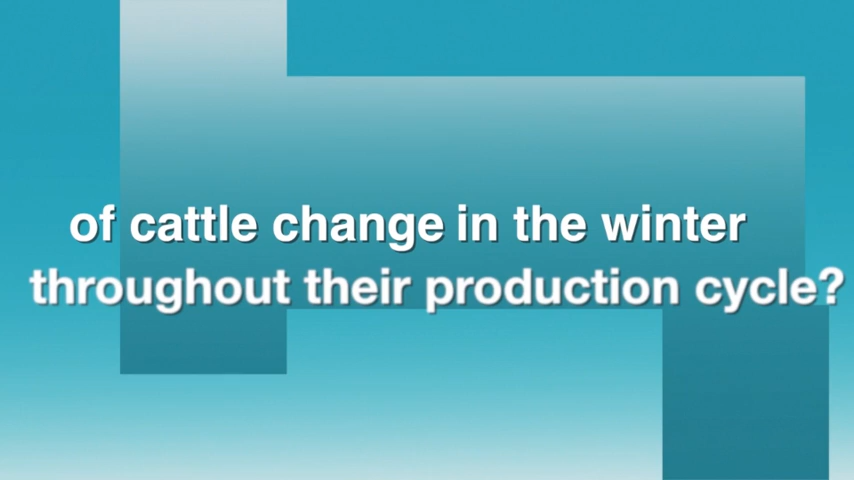 of cattle change in the winter
throughout their production cycle?